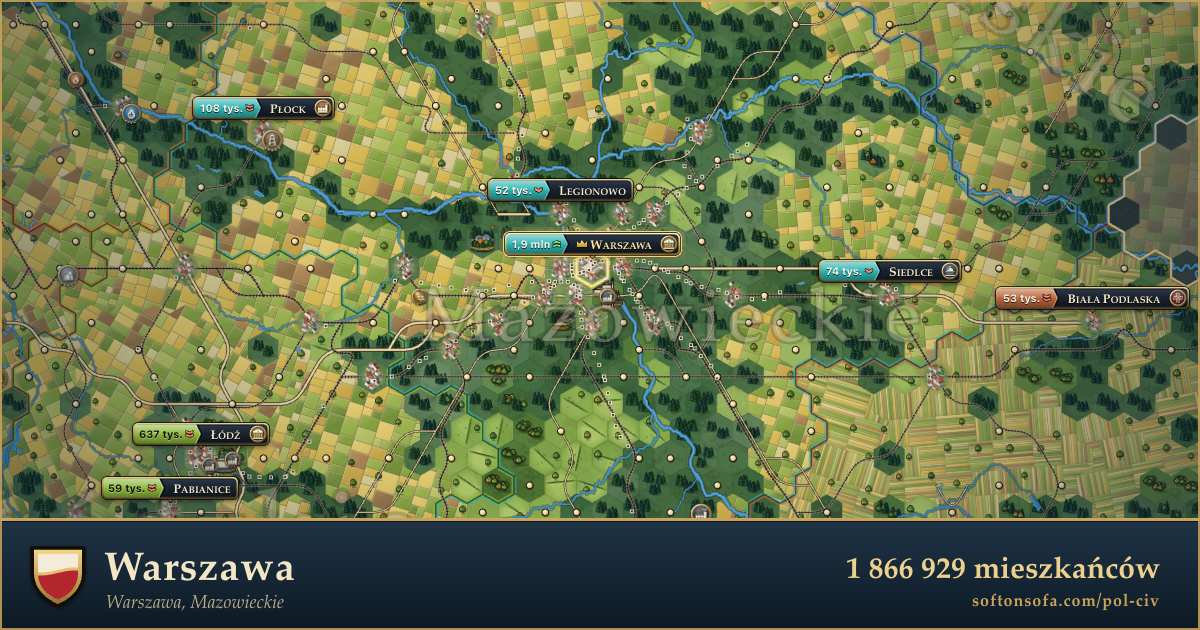 108 tys. Płock
52 tys. Legionowo
1,9 mln Warszawa
74 tys. Siedlce
53 tys. Biała Podlaska
Mazowieckie
637 tys. Łódź
59 tys. Pabianice
Warszawa
1 866 929 mieszkańców
Warszawa, Mazowieckie
softonsofa.com/pol-civ